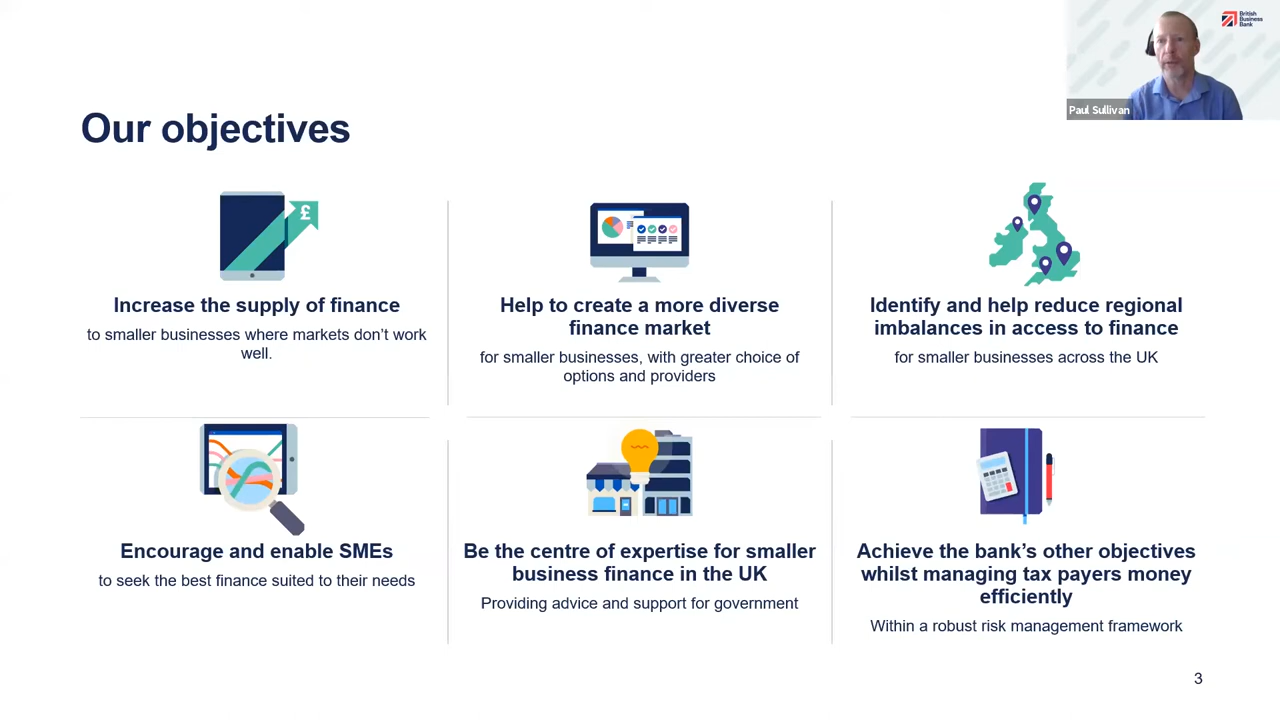 British
Business
Bank
Paul Sullivan
Our objectives
£
Increase the supply of finance
to smaller businesses where markets don’t work
well.
Help to create a more diverse
finance market
for smaller businesses, with greater choice of
options and providers
Identify and help reduce regional
imbalances in access to finance
for smaller businesses across the UK
Encourage and enable SMEs
to seek the best finance suited to their needs
Be the centre of expertise for smaller
business finance in the UK
Providing advice and support for government
Achieve the bank’s other objectives
whilst managing tax payers money
efficiently
Within a robust risk management framework
3